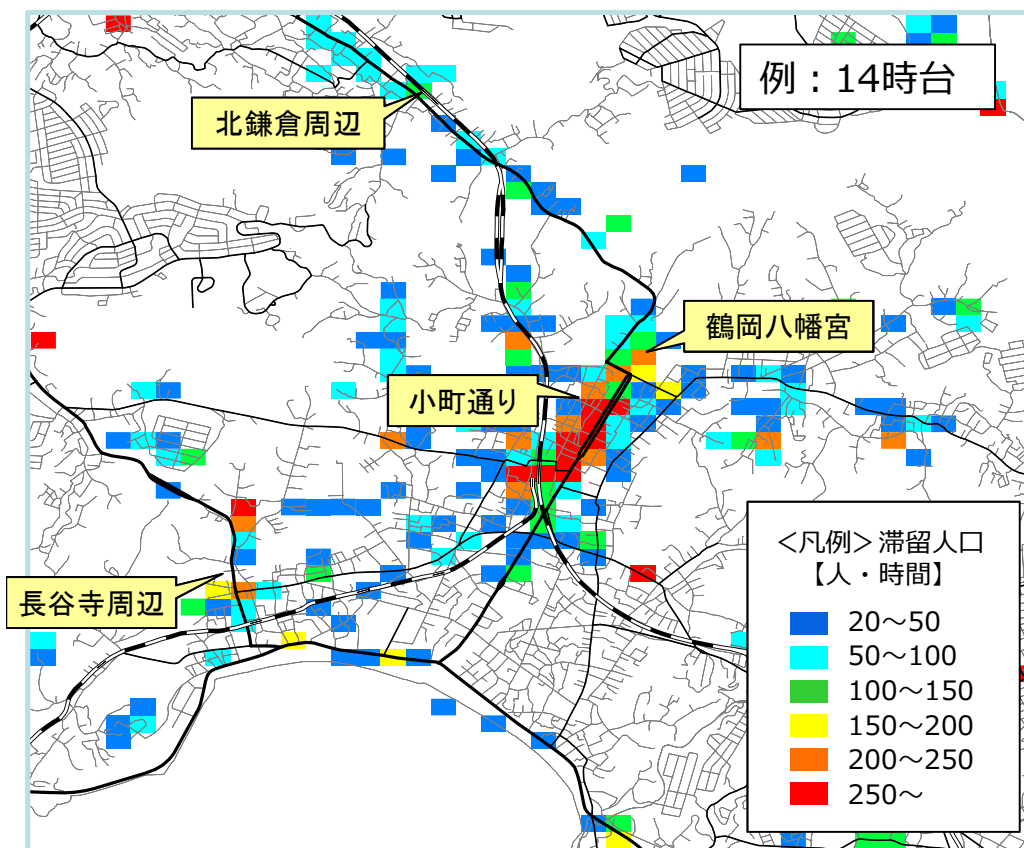 例：14時台
北鎌倉周辺
鶴岡八幡宮
小町通り
長谷寺周辺
＜凡例＞滞留人口
【人・時間】
20～50
50～100
100～150
150～200
200～250
250～